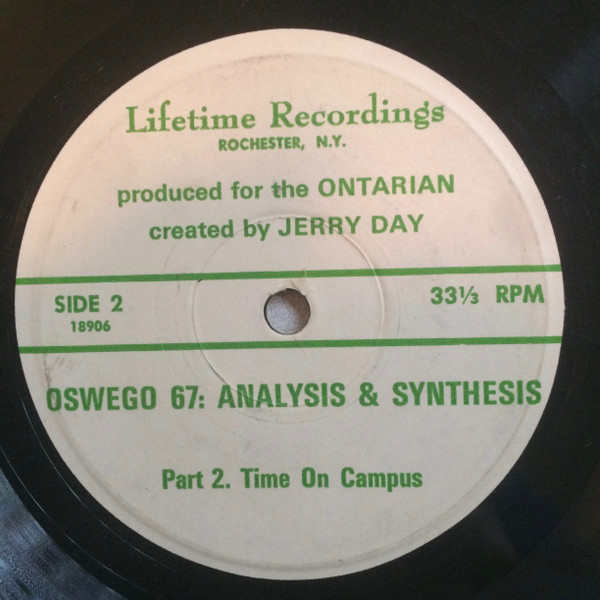 Lifetime Recordings
ROCHESTER, N.Y.
produced for the ONTARIAN
created by JERRY DAY
SIDE 2
33⅓ RPM
18906
OSWEGO 67: ANALYSIS & SYNTHESIS
Part 2. Time On Campus